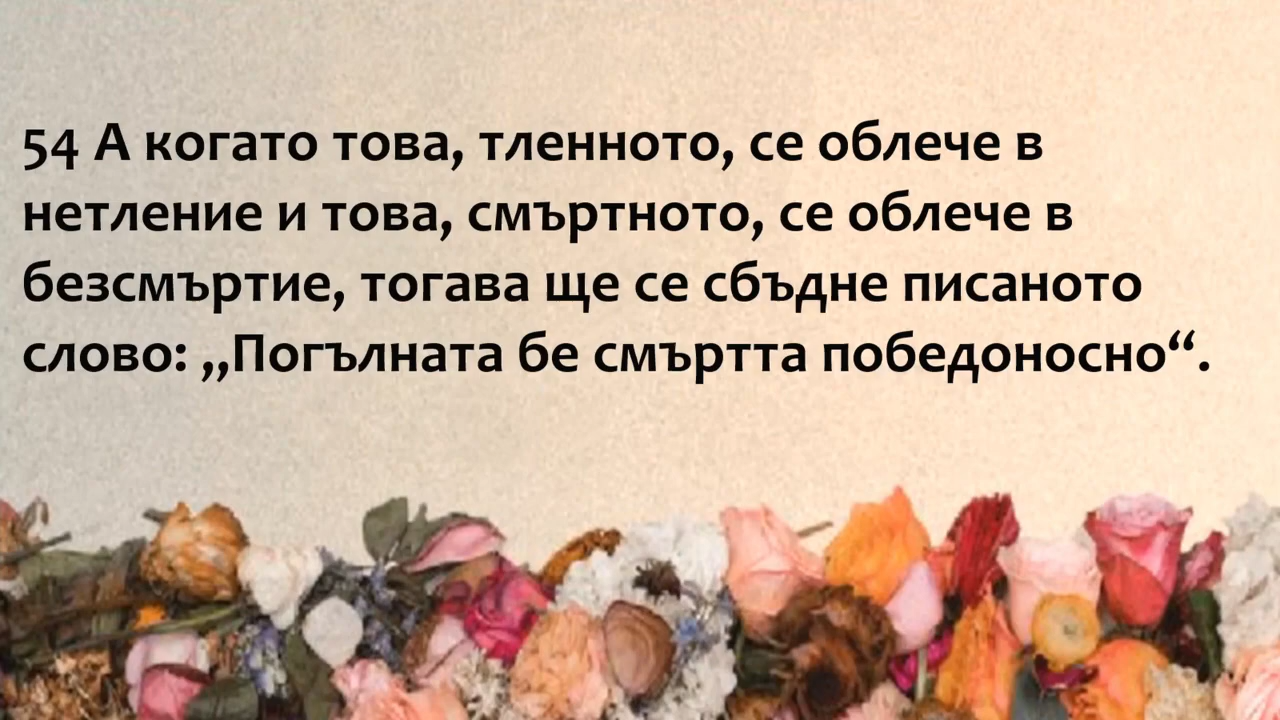 54 А когато това, тленното, се облече в
нетление и това, смъртното, се облече в
безсмъртие, тогава ще се сбъдне писаното
слово: ,,Погълната бе смъртта победоносно“.